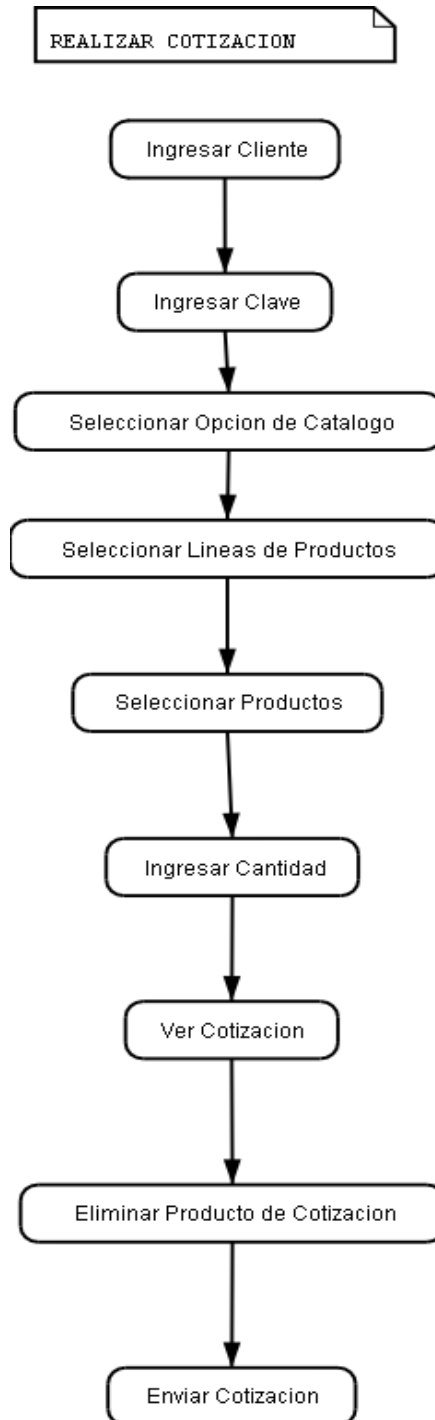 REALIZAR COTIZACION
Ingresar Cliente
Ingresar Clave
Seleccionar Opcion de Catalogo
Seleccionar Lineas de Productos
Seleccionar Productos
Ingresar Cantidad
Ver Cotizacion
Eliminar Producto de Cotizacion
Enviar Cotizacion